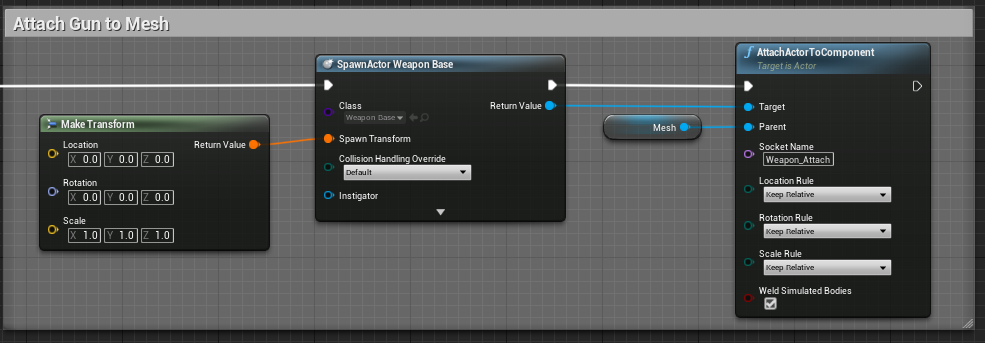 Attach Gun to Mesh
SpawnActor Weapon Base
Class
Weapon Base
Return Value
Spawn Transform
Collision Handling Override
Default
Instigator
Make Transform
Location
Return Value
X 0.0 Y 0.0 Z 0.0
Rotation
X 0.0 Y 0.0 Z 0.0
Scale
X 1.0 Y 1.0 Z 1.0
Mesh
f AttachActorToComponent
Target is Actor
Target
Parent
Socket Name
Weapon_Attach
Location Rule
Keep Relative
Rotation Rule
Keep Relative
Scale Rule
Keep Relative
Weld Simulated Bodies